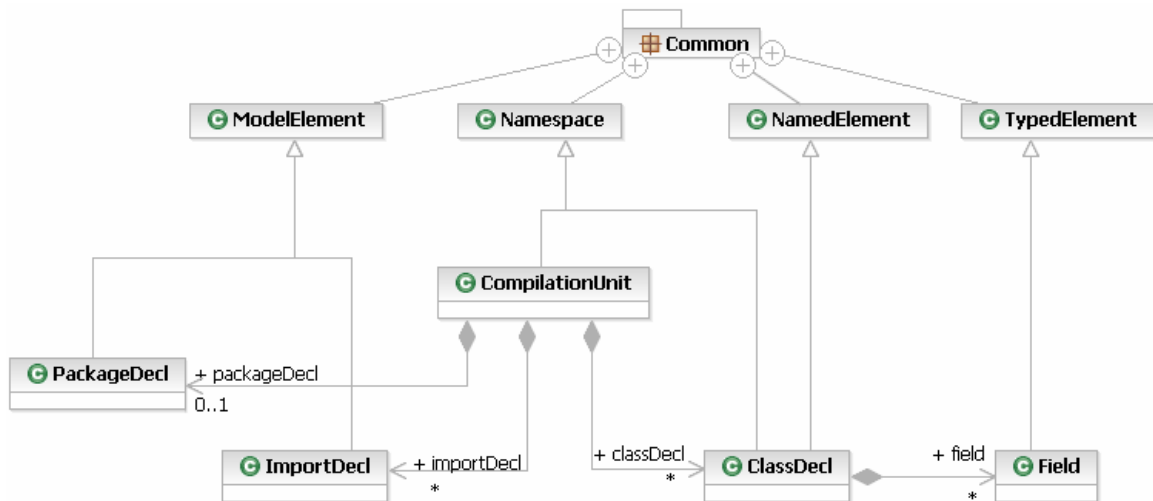 Common
ModelElement
Namespace
NamedElement
TypedElement
CompilationUnit
PackageDecl
+ packageDecl
0..1
ImportDecl
+ importDecl
*
+ classDecl
*
ClassDecl
+ field
*
Field